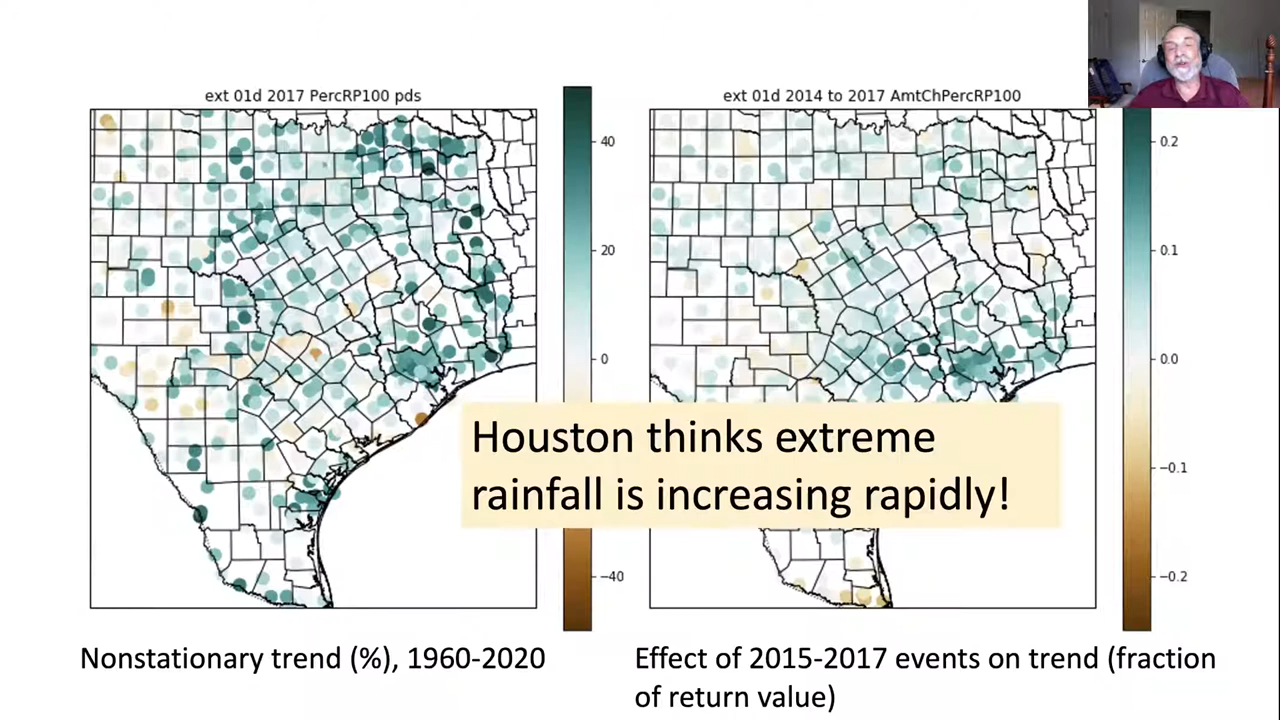 ext 01d 2017 PercRP100 pds
ext 01d 2014 to 2017 AmtChPercRP100
40
20
0
−40
0.2
0.1
0.0
−0.1
−0.2
Houston thinks extreme
rainfall is increasing rapidly!
Nonstationary trend (%), 1960-2020
Effect of 2015-2017 events on trend (fraction
of return value)